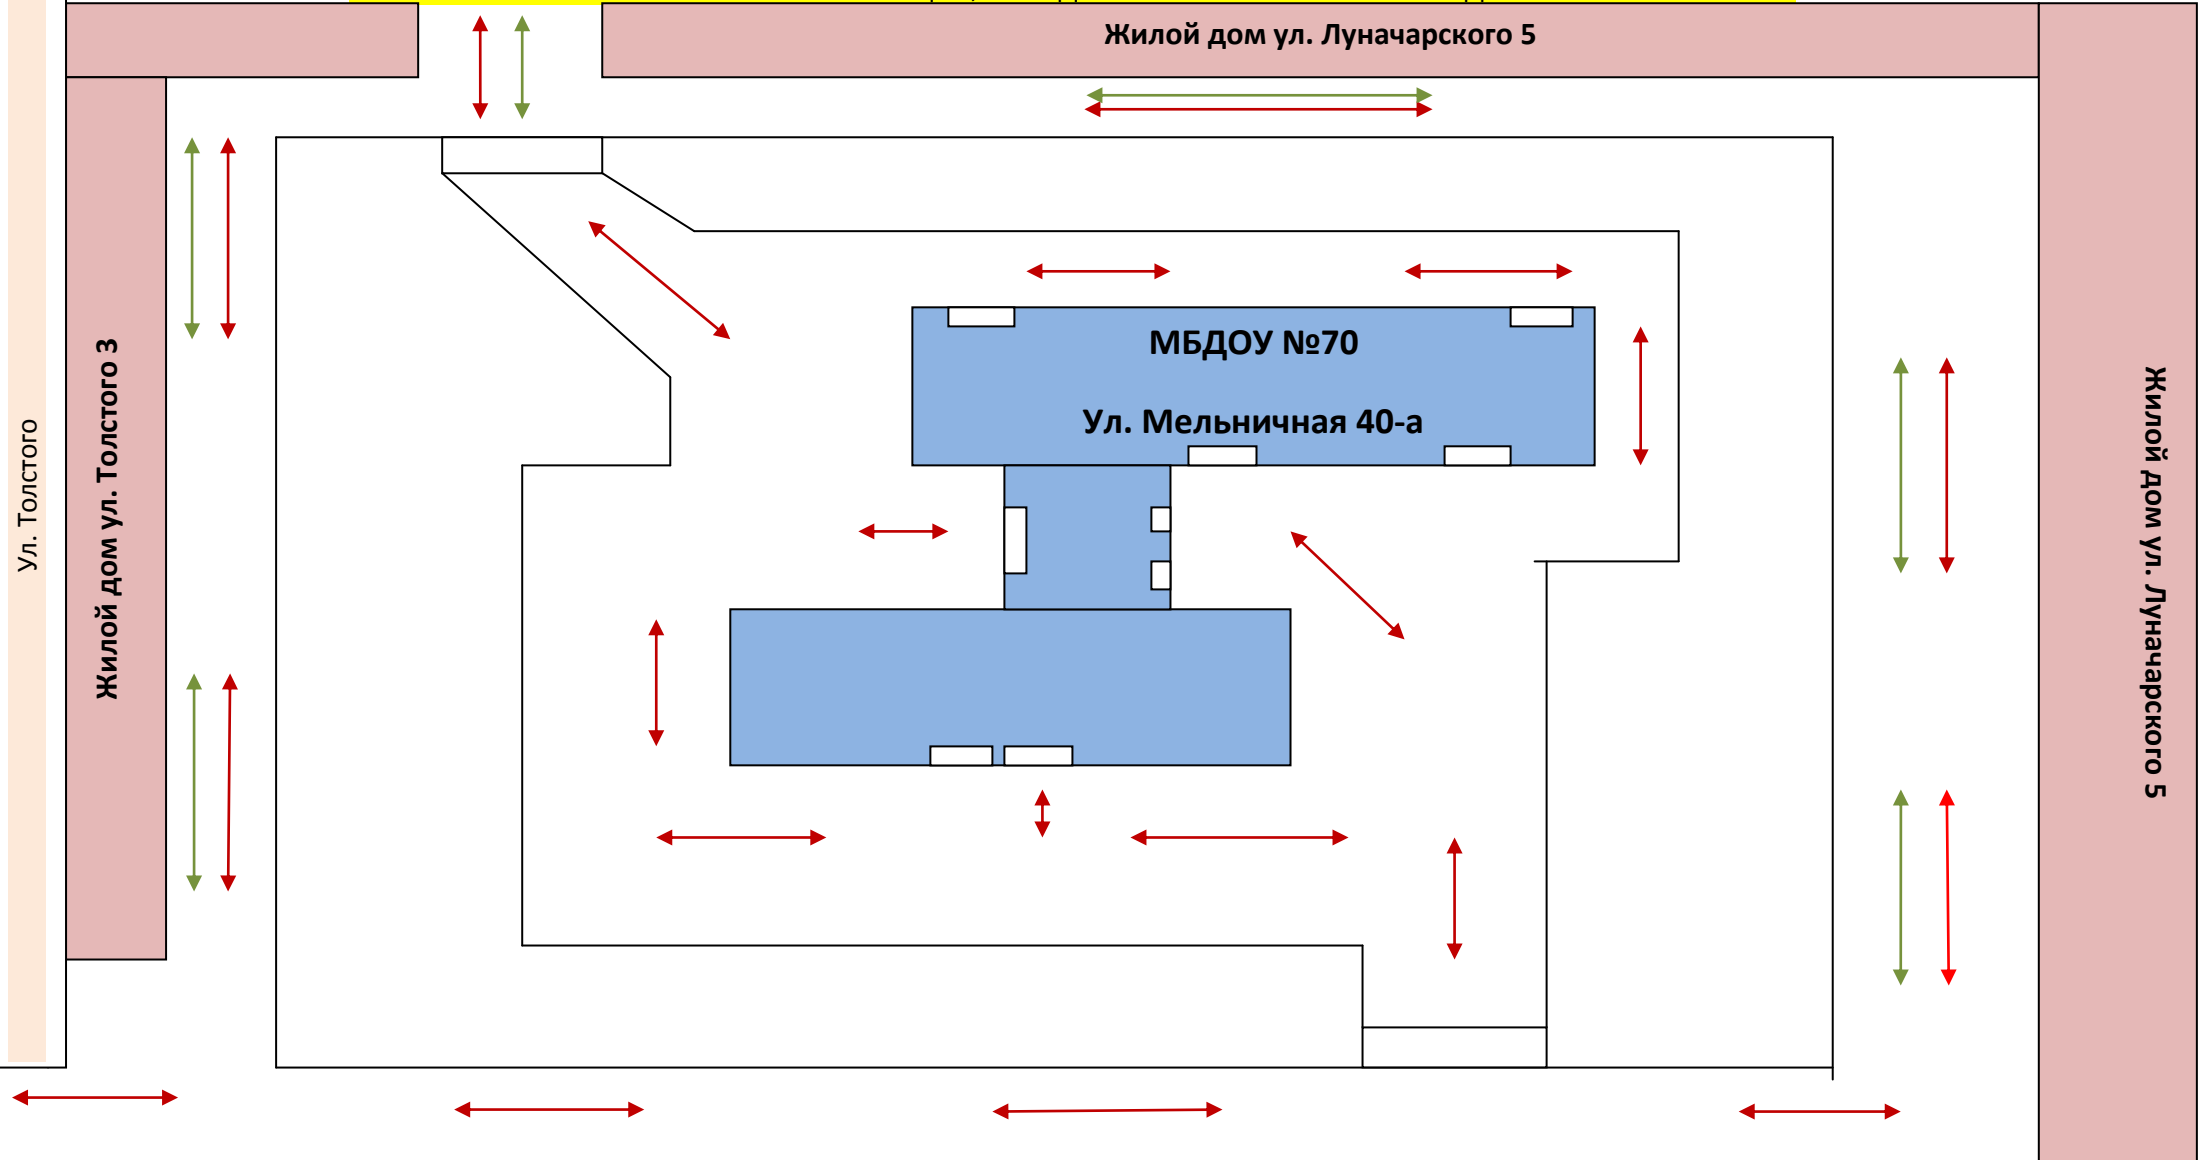 Жилой дом ул. Луначарского 5
МБДОУ №70
Ул. Мельничная 40-а
Ул. Толстого
Жилой дом ул. Толстого 3
Жилой дом ул. Луначарского 5